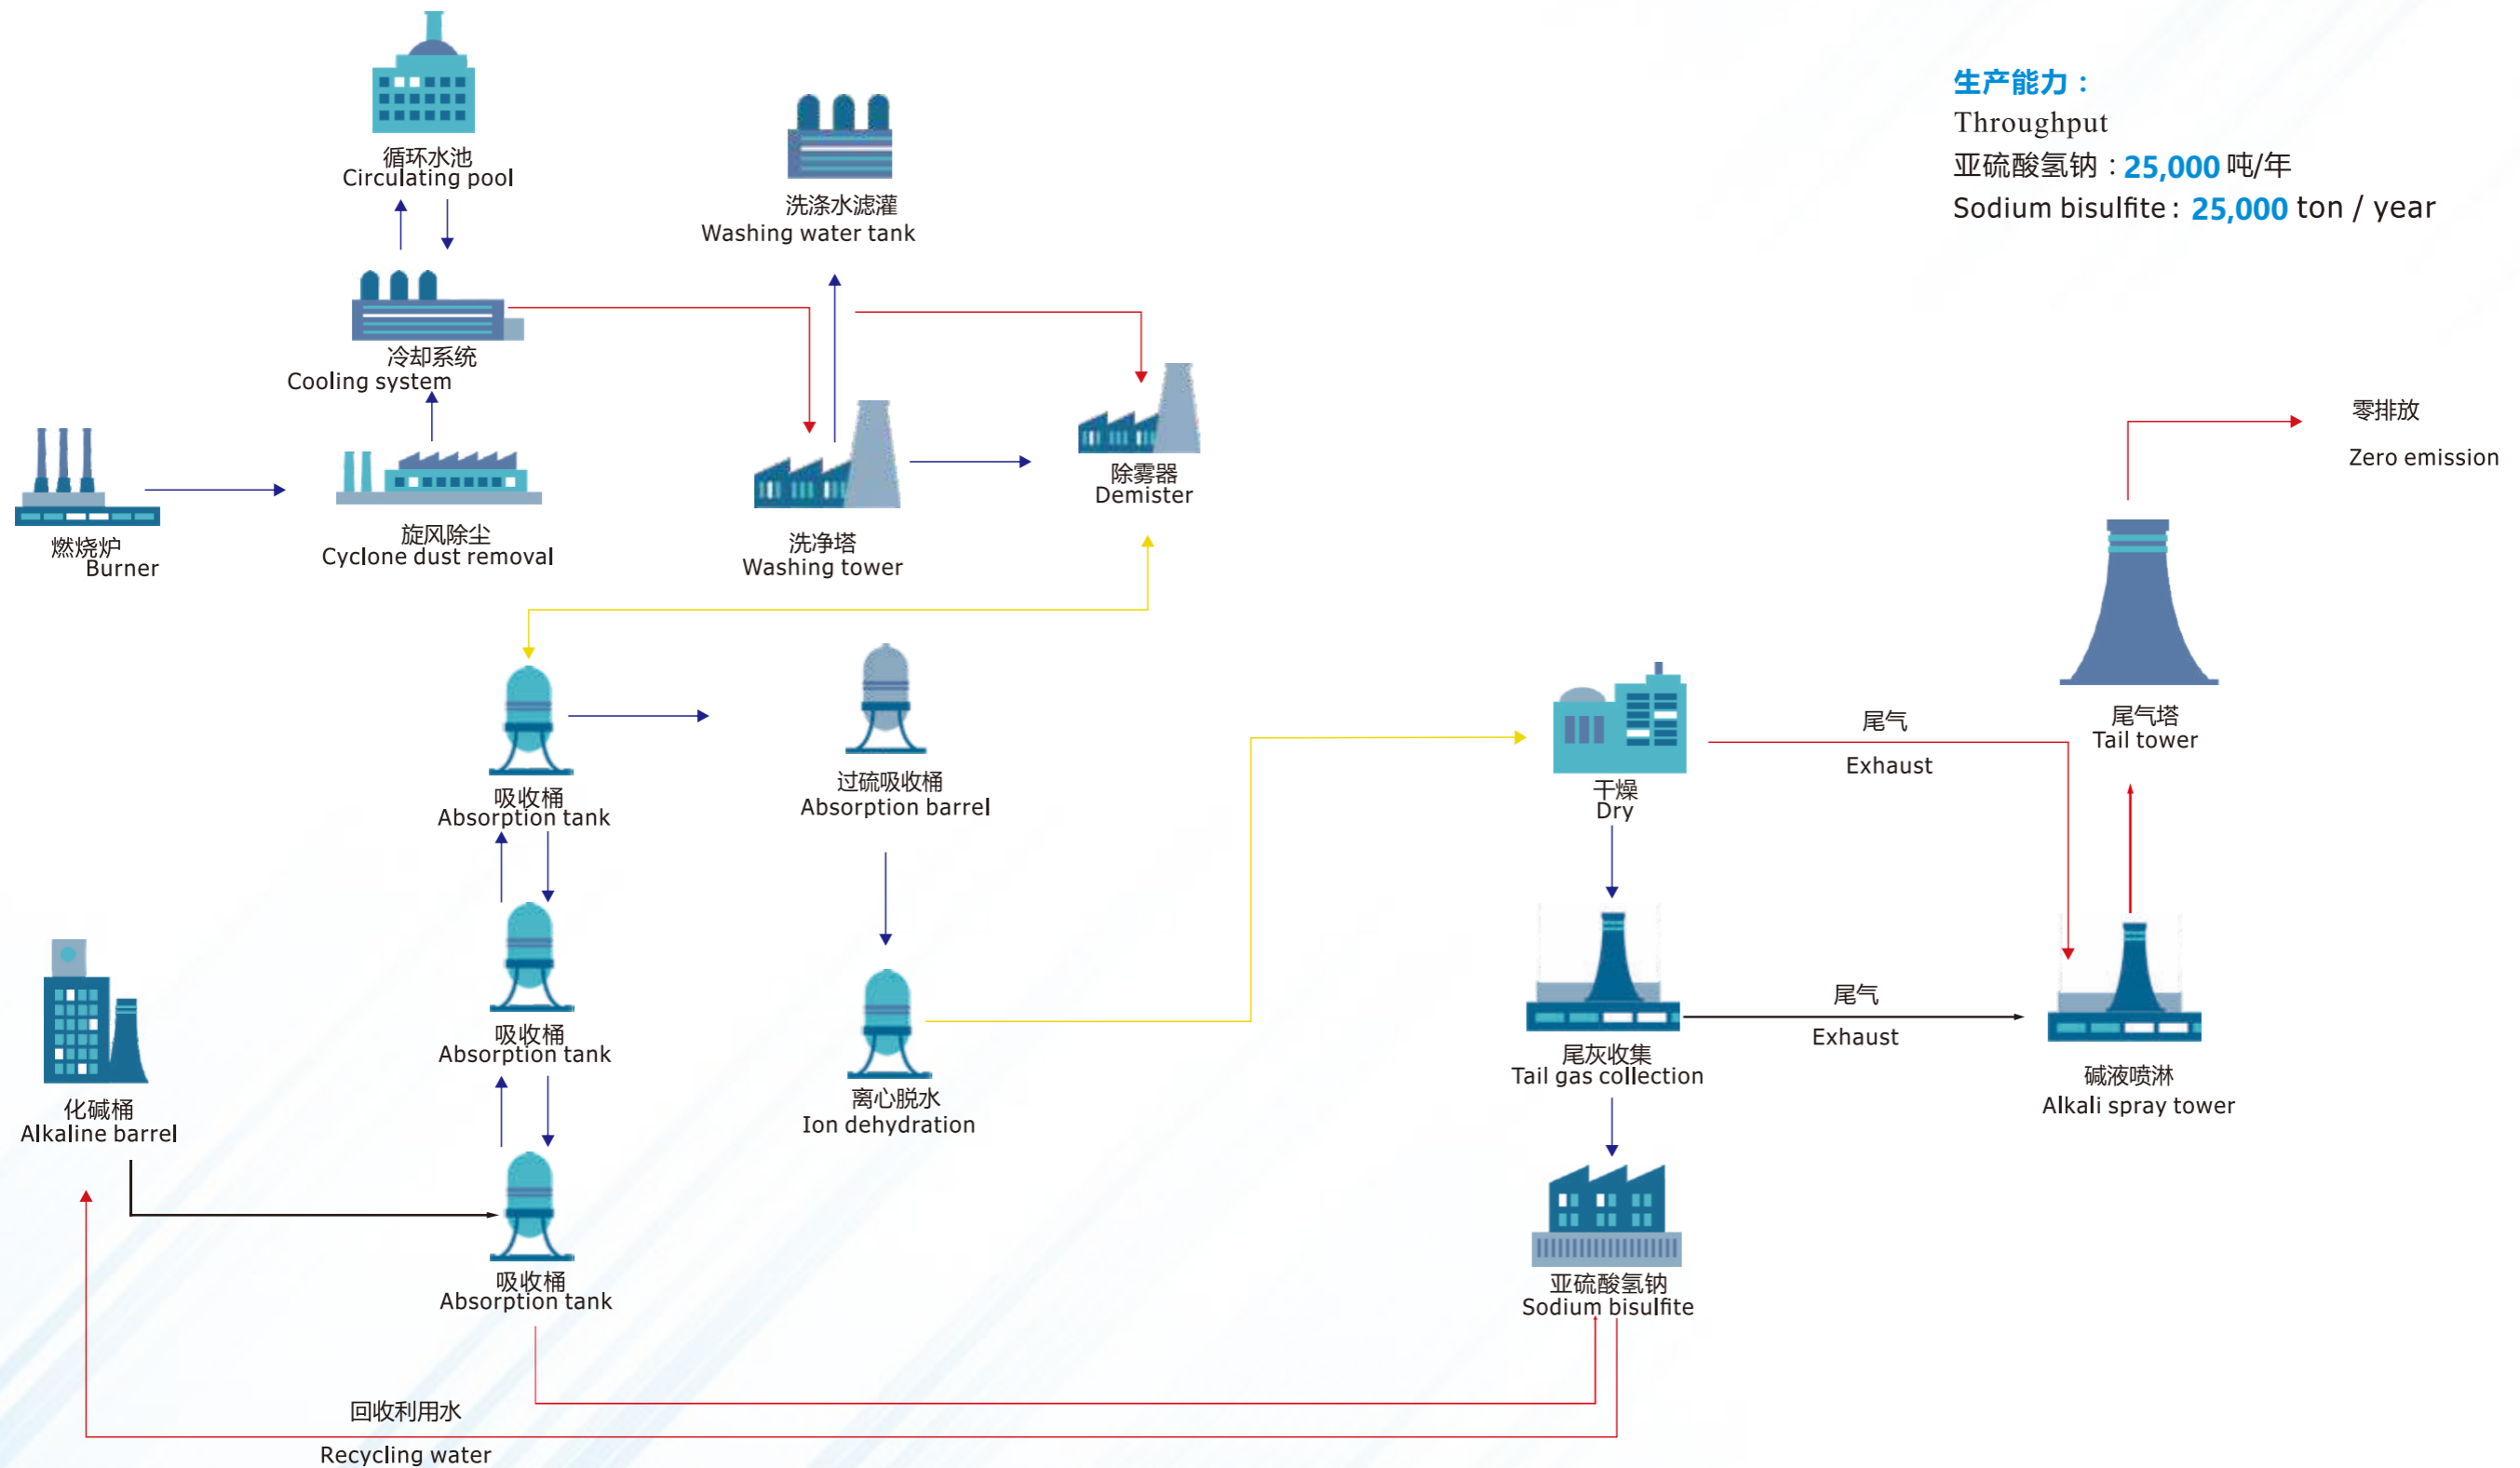 生产能力：
Throughput
亚硫酸氢钠：25,000 吨/年
Sodium bisulfite: 25,000 ton / year
循环水池
Circulating pool
洗涤水滤灌
Washing water tank
冷却系统
Cooling system
燃烧炉
Burner
旋风除尘
Cyclone dust removal
洗净塔
Washing tower
除雾器
Demister
零排放
Zero emission
吸收桶
Absorption tank
过硫吸收桶
Absorption barrel
干燥
Dry
尾气
Exhaust
尾气塔
Tail tower
吸收桶
Absorption tank
化碱桶
Alkaline barrel
离心脱水
Ion dehydration
尾灰收集
Tail gas collection
尾气
Exhaust
碱液喷淋
Alkali spray tower
吸收桶
Absorption tank
亚硫酸氢钠
Sodium bisulfite
回收利用水
Recycling water